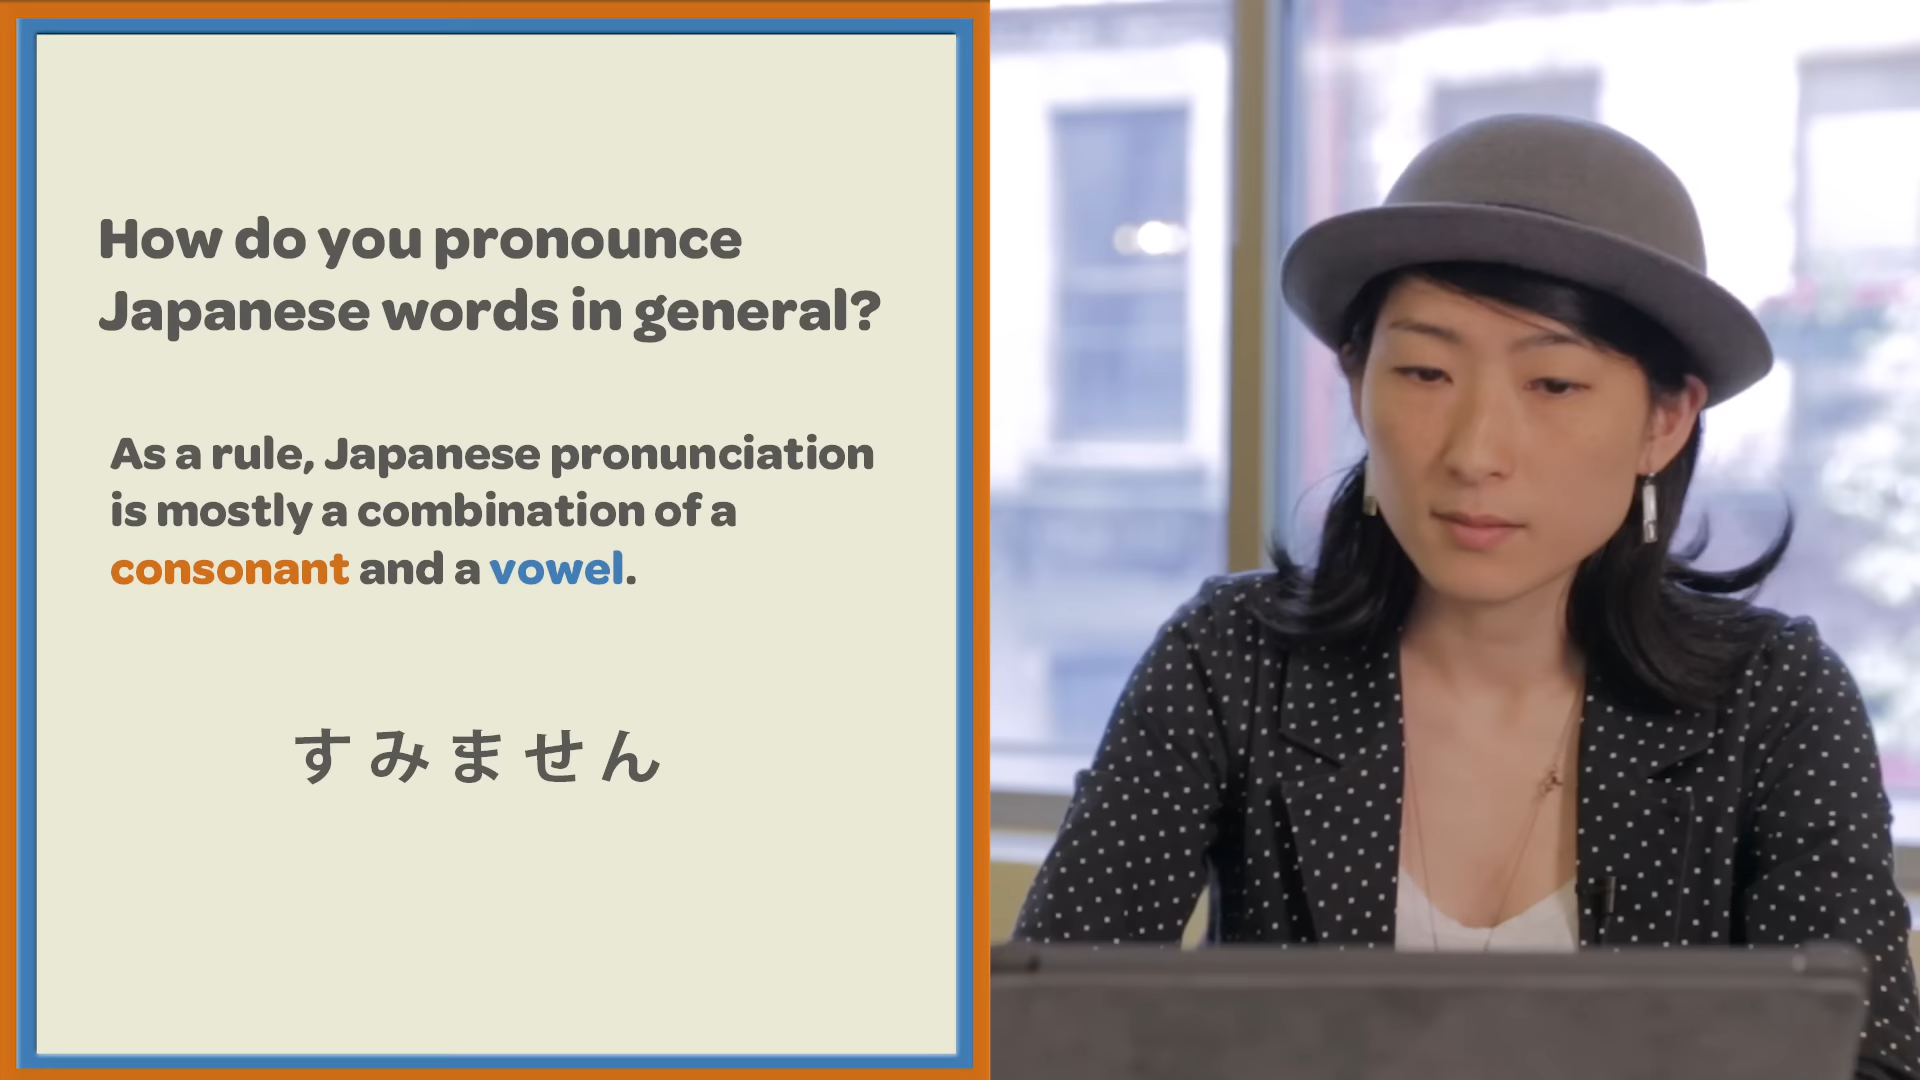 How do you pronounce
Japanese words in general?
As a rule, Japanese pronunciation
is mostly a combination of a
consonant and a vowel.
す み ま せ ん